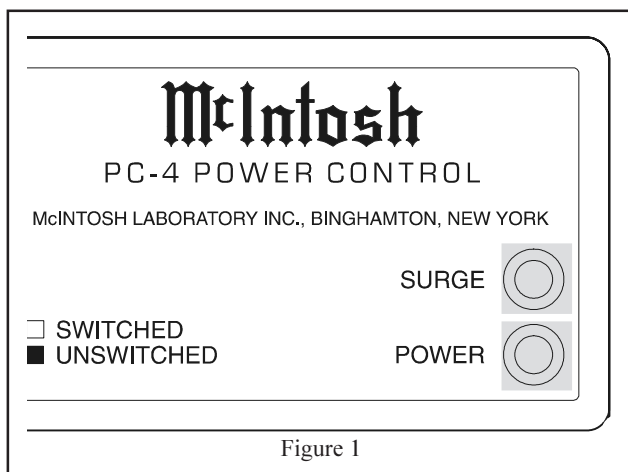 McIntosh
PC-4 POWER CONTROL
McINTOSH LABORATORY INC., BINGHAMTON, NEW YORK
SURGE
SWITCHED
UNSWITCHED
POWER
Figure 1